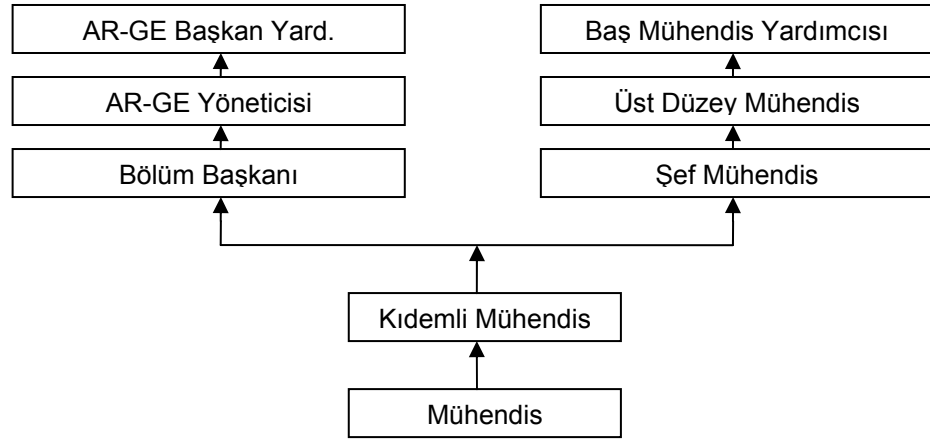 AR-GE Başkan Yard.
Baş Mühendis Yardımcısı
AR-GE Yöneticisi
Üst Düzey Mühendis
Bölüm Başkanı
Şef Mühendis
Kıdemli Mühendis
Mühendis